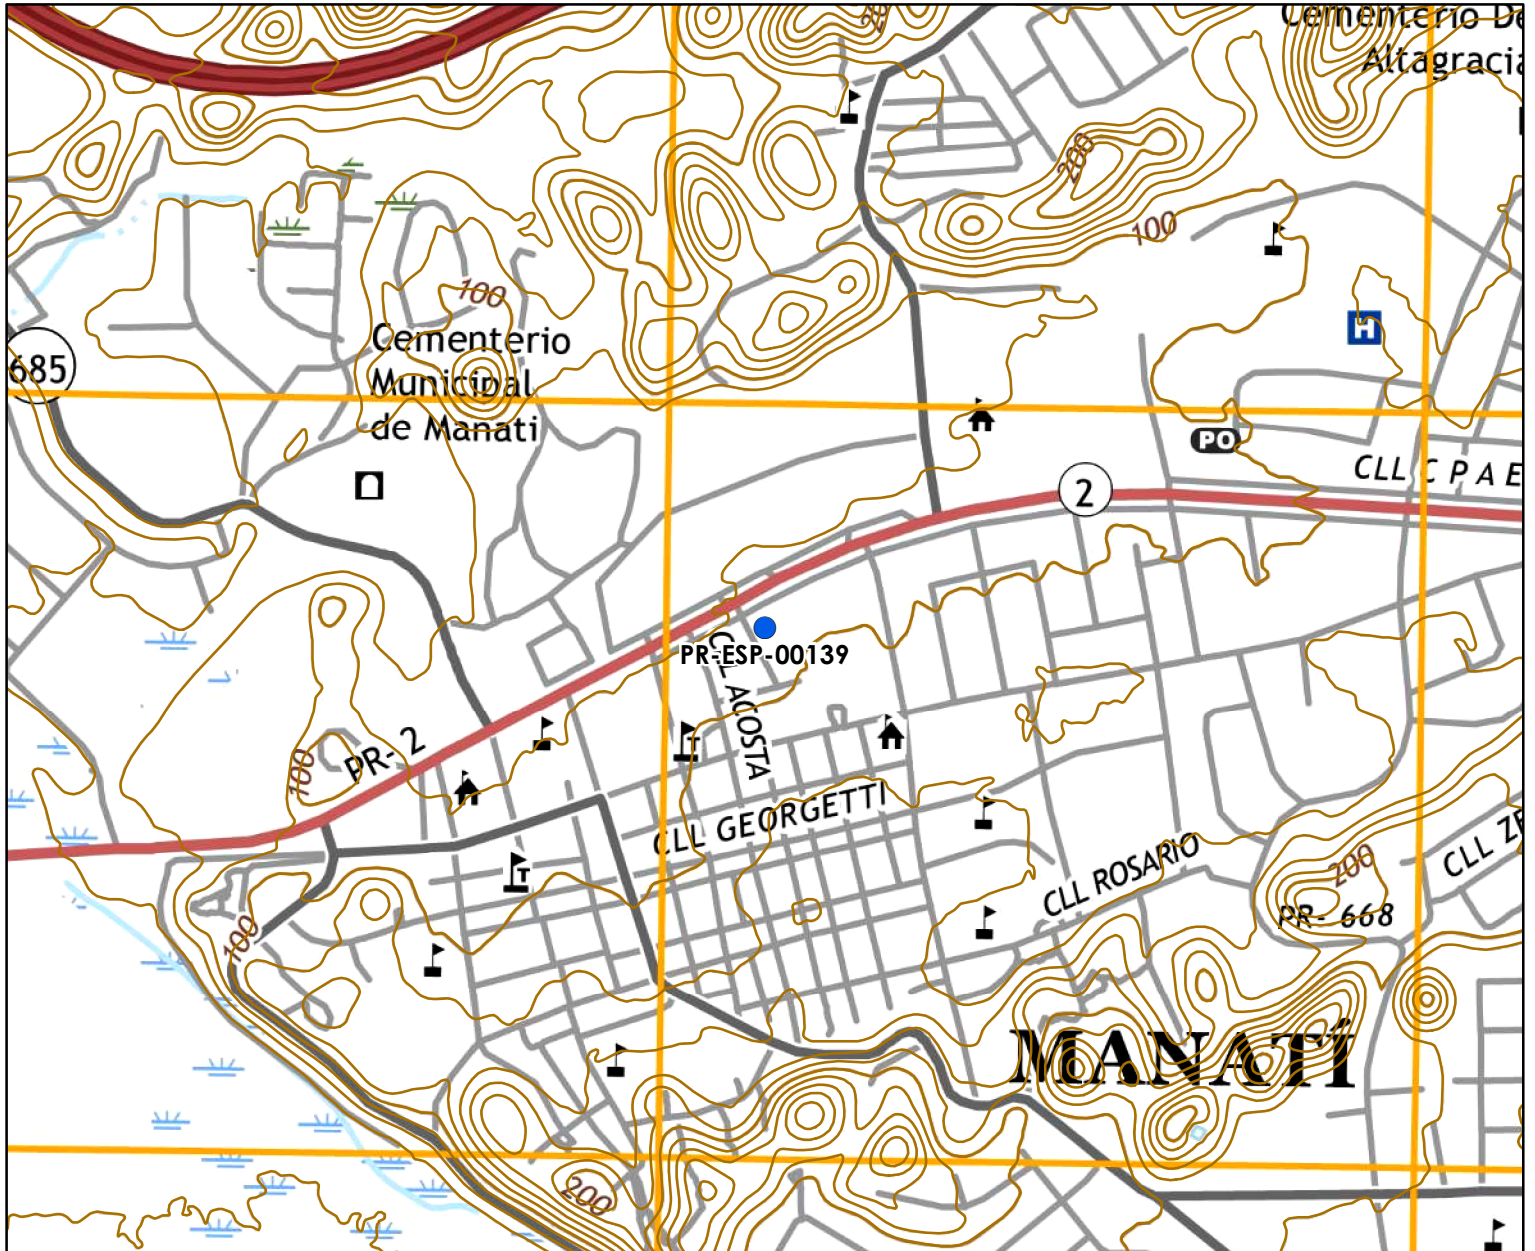 Cementerio De
Altagracia
200
100
100
Cementerio
Municipal
de Manati
685
H
PO
CLL C P A E
2
PR-ESP-00139
CLL ACOSTA
PR- 2
100
T
CLL GEORGETTI
T
CLL ROSARIO
200
CLL ZE
PR- 668
100
MANATÍ
200